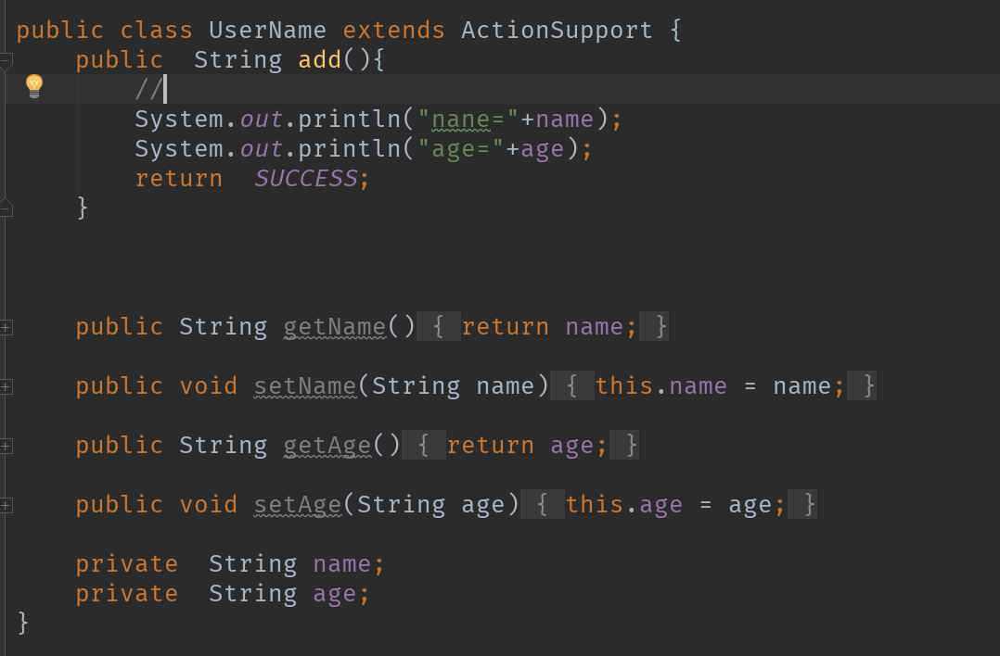 public class UserName extends ActionSupport {
public  String add(){
//
System.out.println("nane="+name);
System.out.println("age="+age);
return  SUCCESS;
}
public String getName() { return name; }
public void setName(String name) { this.name = name; }
public String getAge() { return age; }
public void setAge(String age) { this.age = age; }
private  String name;
private  String age;
}